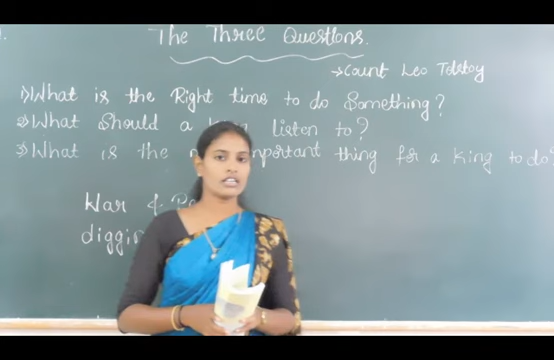 The Three Questions.
→Count Leo Tolstoy
1) What is the Right time to do Something?
2) What Should a listen to?
3) What is the important thing for a King to do?
War &